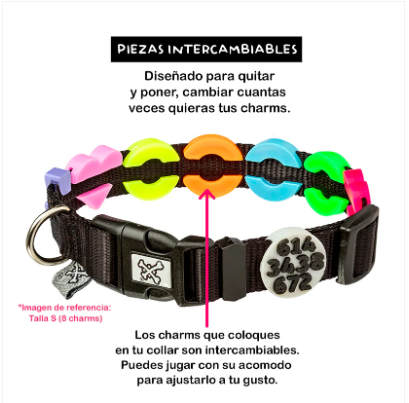 PIEZAS INTERCAMBIABLES
Diseñado para quitar
y poner, cambiar cuantas
veces quieras tus charms.
614
3438
672
*Imagen de referencia:
Talla S (8 charms)
Los charms que coloques
en tu collar son intercambiables.
Puedes jugar con su acomodo
para ajustarlo a tu gusto.